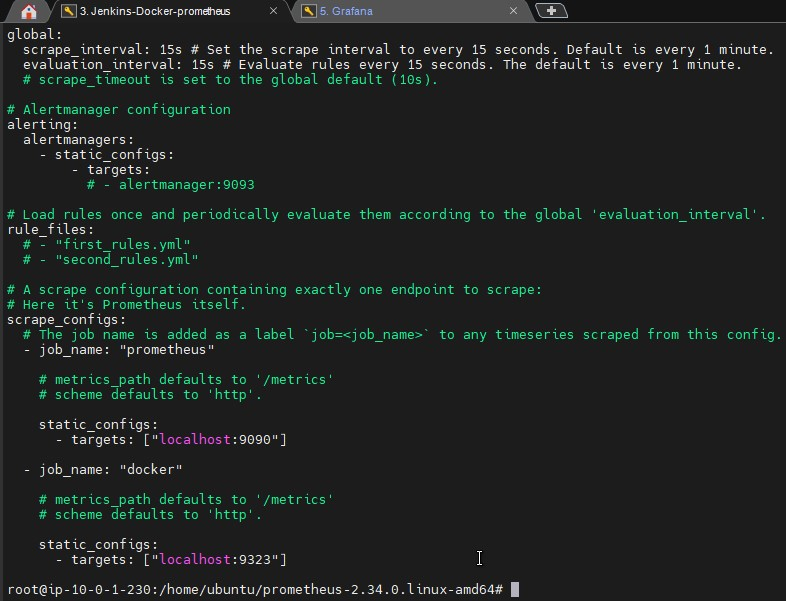 3. Jenkins-Docker-prometheus
5. Grafana
global:
  scrape_interval: 15s # Set the scrape interval to every 15 seconds. Default is every 1 minute.
  evaluation_interval: 15s # Evaluate rules every 15 seconds. The default is every 1 minute.
  # scrape_timeout is set to the global default (10s).
# Alertmanager configuration
alerting:
  alertmanagers:
    - static_configs:
        - targets:
          # - alertmanager:9093
# Load rules once and periodically evaluate them according to the global 'evaluation_interval'.
rule_files:
  # - "first_rules.yml"
  # - "second_rules.yml"
# A scrape configuration containing exactly one endpoint to scrape:
# Here it's Prometheus itself.
scrape_configs:
  # The job name is added as a label `job=<job_name>` to any timeseries scraped from this config.
  - job_name: "prometheus"
    # metrics_path defaults to '/metrics'
    # scheme defaults to 'http'.
    static_configs:
      - targets: ["localhost:9090"]
  - job_name: "docker"
    # metrics_path defaults to '/metrics'
    # scheme defaults to 'http'.
    static_configs:
      - targets: ["localhost:9323"]
root@ip-10-0-1-230:/home/ubuntu/prometheus-2.34.0.linux-amd64#